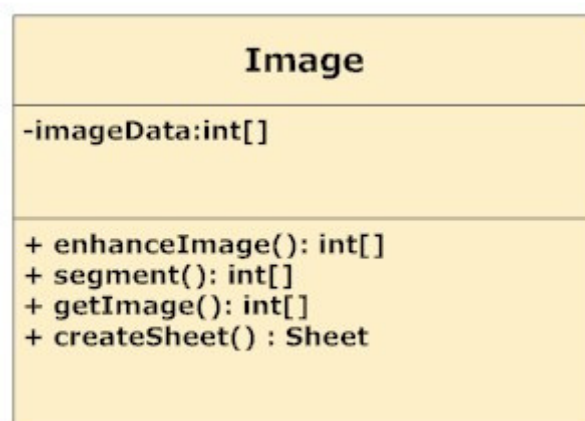 Image
-imageData:int[]
+ enhanceImage(): int[]
+ segment(): int[]
+ getImage(): int[]
+ createSheet() : Sheet